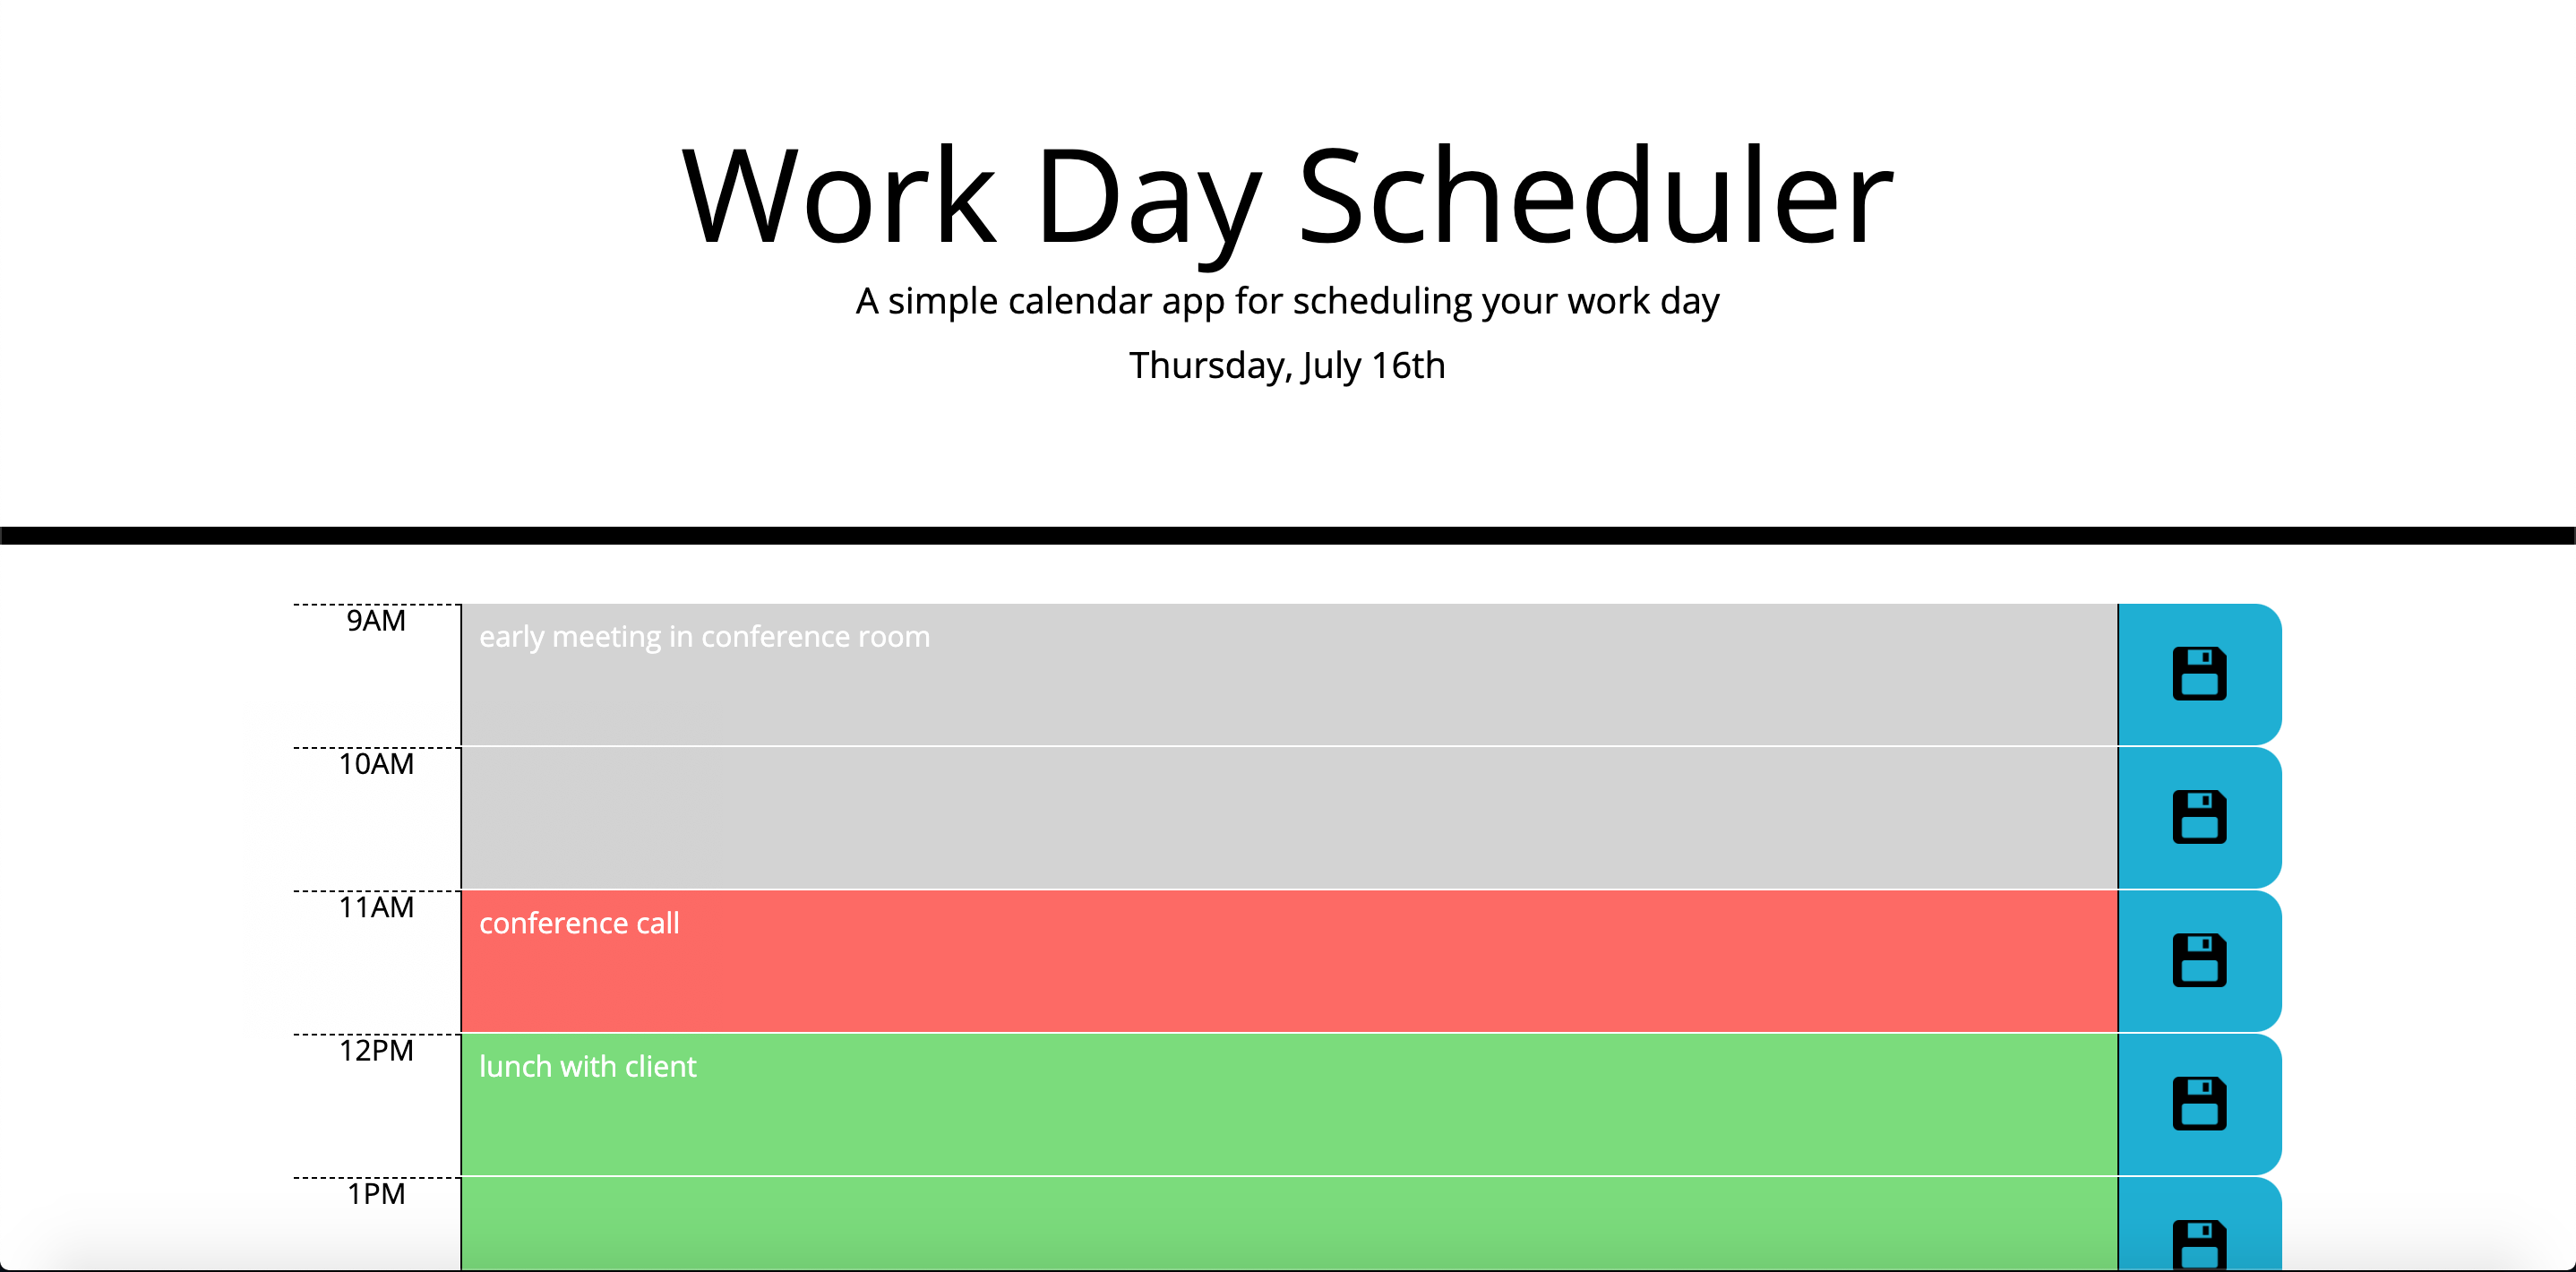 Work Day Scheduler
A simple calendar app for scheduling your work day
Thursday, July 16th
9AM
early meeting in conference room
10AM
11AM
conference call
12PM
lunch with client
1PM